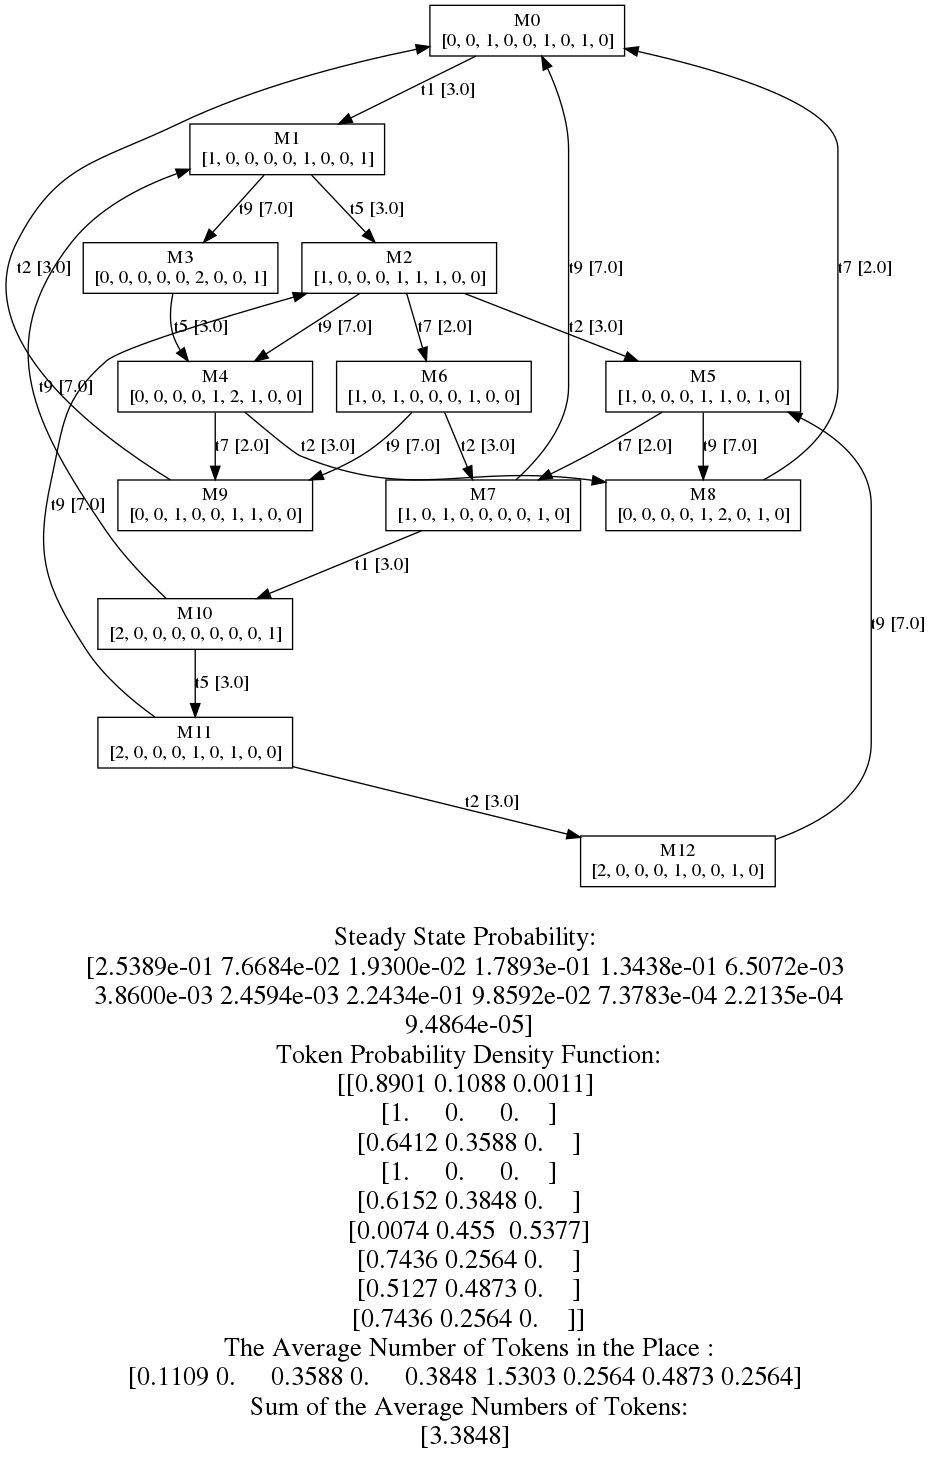 M0
[0, 0, 1, 0, 0, 1, 0, 1, 0]
t1 [3.0]
M1
[1, 0, 0, 0, 0, 1, 0, 0, 1]
t9 [7.0]
t5 [3.0]
M3
[0, 0, 0, 0, 0, 2, 0, 0, 1]
M2
[1, 0, 0, 0, 1, 1, 1, 0, 0]
t2 [3.0]
t9 [7.0]
t7 [2.0]
t5 [3.0]
t9 [7.0]
t7 [2.0]
t2 [3.0]
M4
[0, 0, 0, 0, 1, 2, 1, 0, 0]
M6
[1, 0, 1, 0, 0, 0, 1, 0, 0]
M5
[1, 0, 0, 0, 1, 1, 0, 1, 0]
t9 [7.0]
t7 [2.0]
t2 [3.0]
t9 [7.0]
t2 [3.0]
t7 [2.0]
t9 [7.0]
M9
[0, 0, 1, 0, 0, 1, 1, 0, 0]
M7
[1, 0, 1, 0, 0, 0, 0, 1, 0]
M8
[0, 0, 0, 0, 1, 2, 0, 1, 0]
t9 [7.0]
t1 [3.0]
M10
[2, 0, 0, 0, 0, 0, 0, 0, 1]
t9 [7.0]
t5 [3.0]
M11
[2, 0, 0, 0, 1, 0, 1, 0, 0]
t2 [3.0]
M12
[2, 0, 0, 0, 1, 0, 0, 1, 0]
Steady State Probability:
[2.5389e-01 7.6684e-02 1.9300e-02 1.7893e-01 1.3438e-01 6.5072e-03
3.8600e-03 2.4594e-03 2.2434e-01 9.8592e-02 7.3783e-04 2.2135e-04
9.4864e-05]
Token Probability Density Function:
[[0.8901 0.1088 0.0011]
[1. 0. 0. ]
[0.6412 0.3588 0. ]
[1. 0. 0. ]
[0.6152 0.3848 0. ]
[0.0074 0.455 0.5377]
[0.7436 0.2564 0. ]
[0.5127 0.4873 0. ]
[0.7436 0.2564 0. ]]
The Average Number of Tokens in the Place :
[0.1109 0. 0.3588 0. 0.3848 1.5303 0.2564 0.4873 0.2564]
Sum of the Average Numbers of Tokens:
[3.3848]